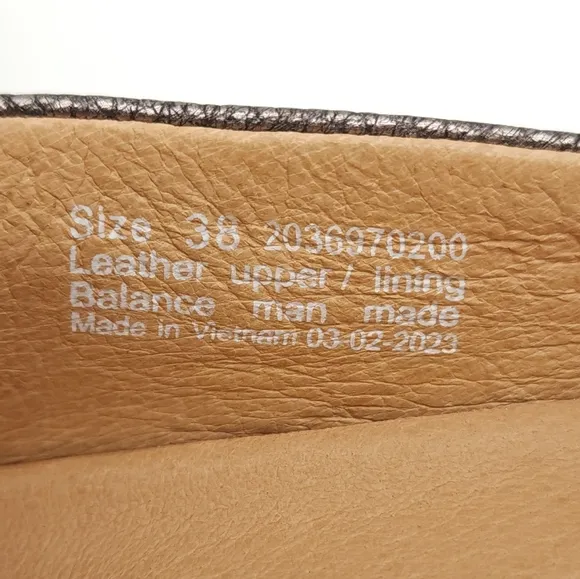 Size 38 2036970200
Leather upper / lining
Balance man made
Made in Vietnam 03-02-2023